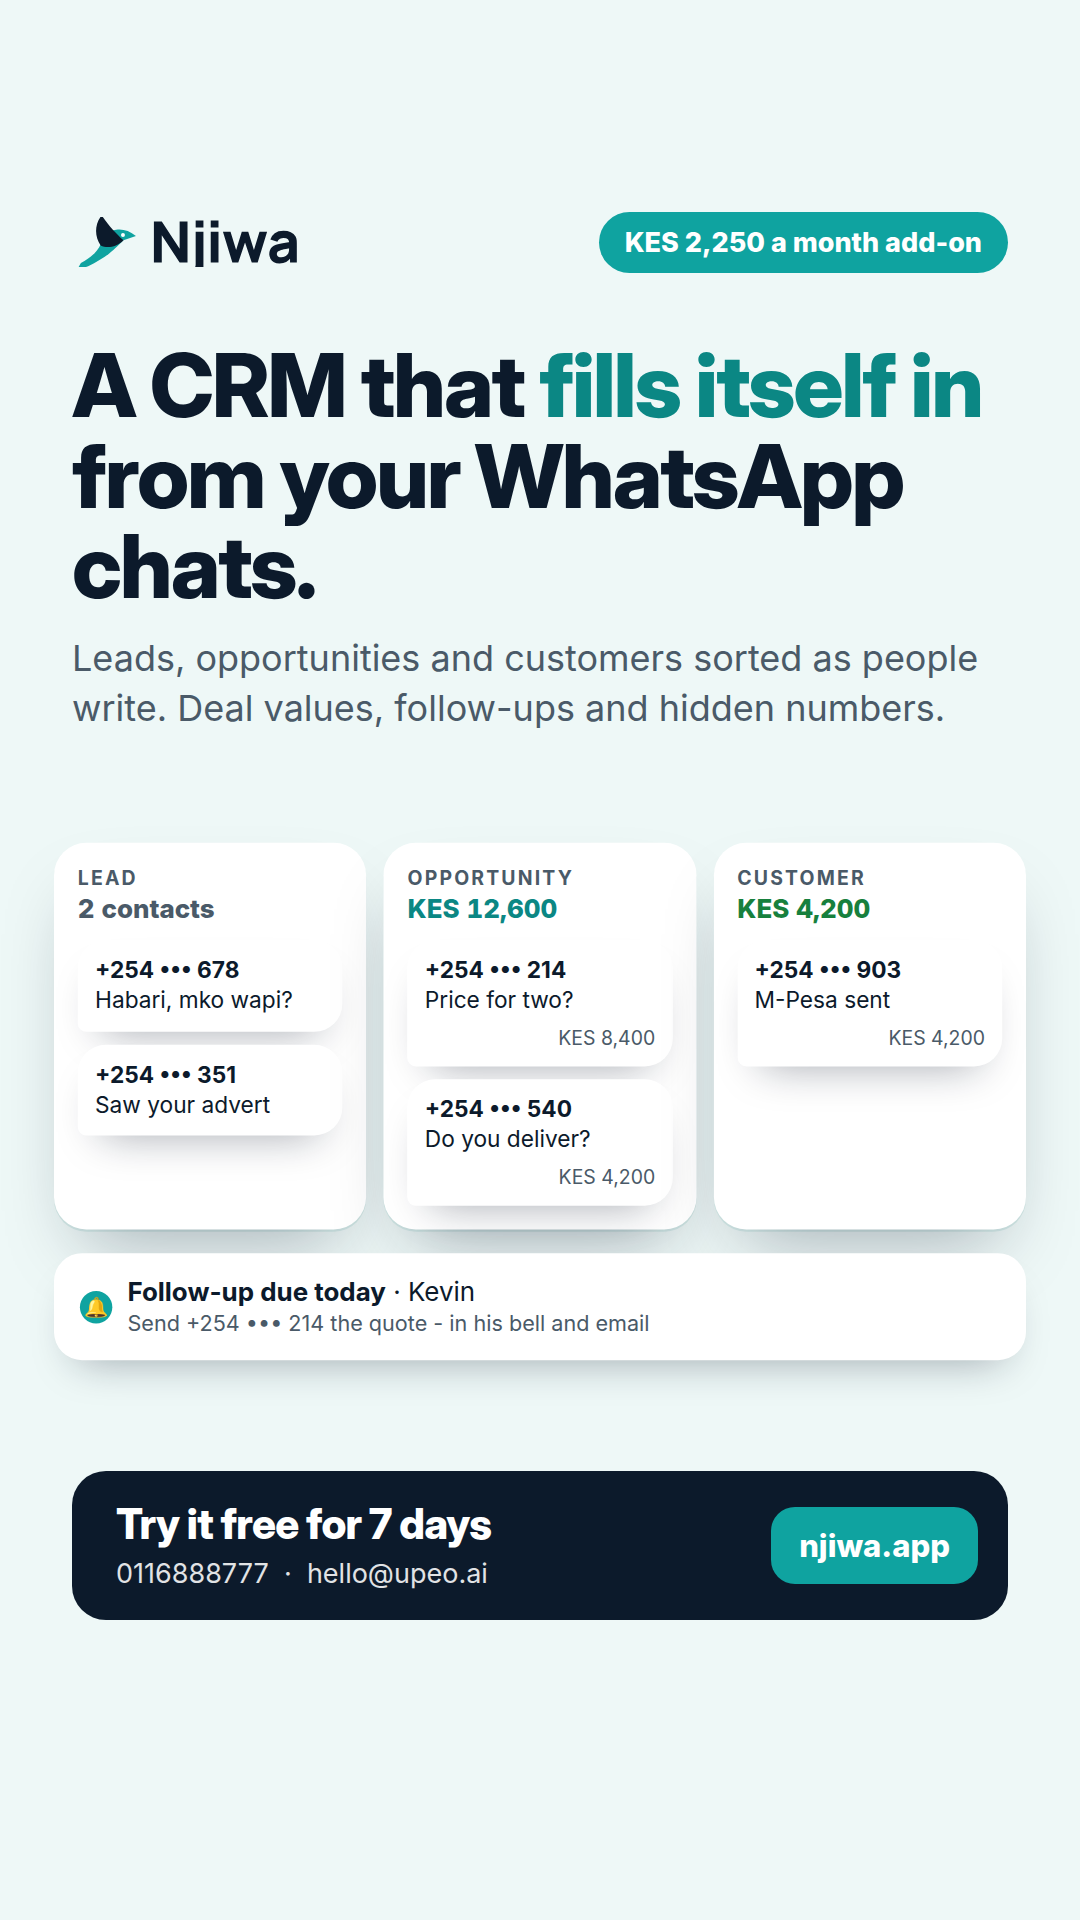 Njiwa
KES 2,250 a month add-on
A CRM that fills itself in
from your WhatsApp
chats.
Leads, opportunities and customers sorted as people
write. Deal values, follow-ups and hidden numbers.
LEAD
2 contacts
+254 ••• 678
Habari, mko wapi?
+254 ••• 351
Saw your advert
OPPORTUNITY
KES 12,600
+254 ••• 214
Price for two?
KES 8,400
+254 ••• 540
Do you deliver?
KES 4,200
CUSTOMER
KES 4,200
+254 ••• 903
M-Pesa sent
KES 4,200
Follow-up due today · Kevin
Send +254 ••• 214 the quote - in his bell and email
Try it free for 7 days
0116888777 · hello@upeo.ai
njiwa.app